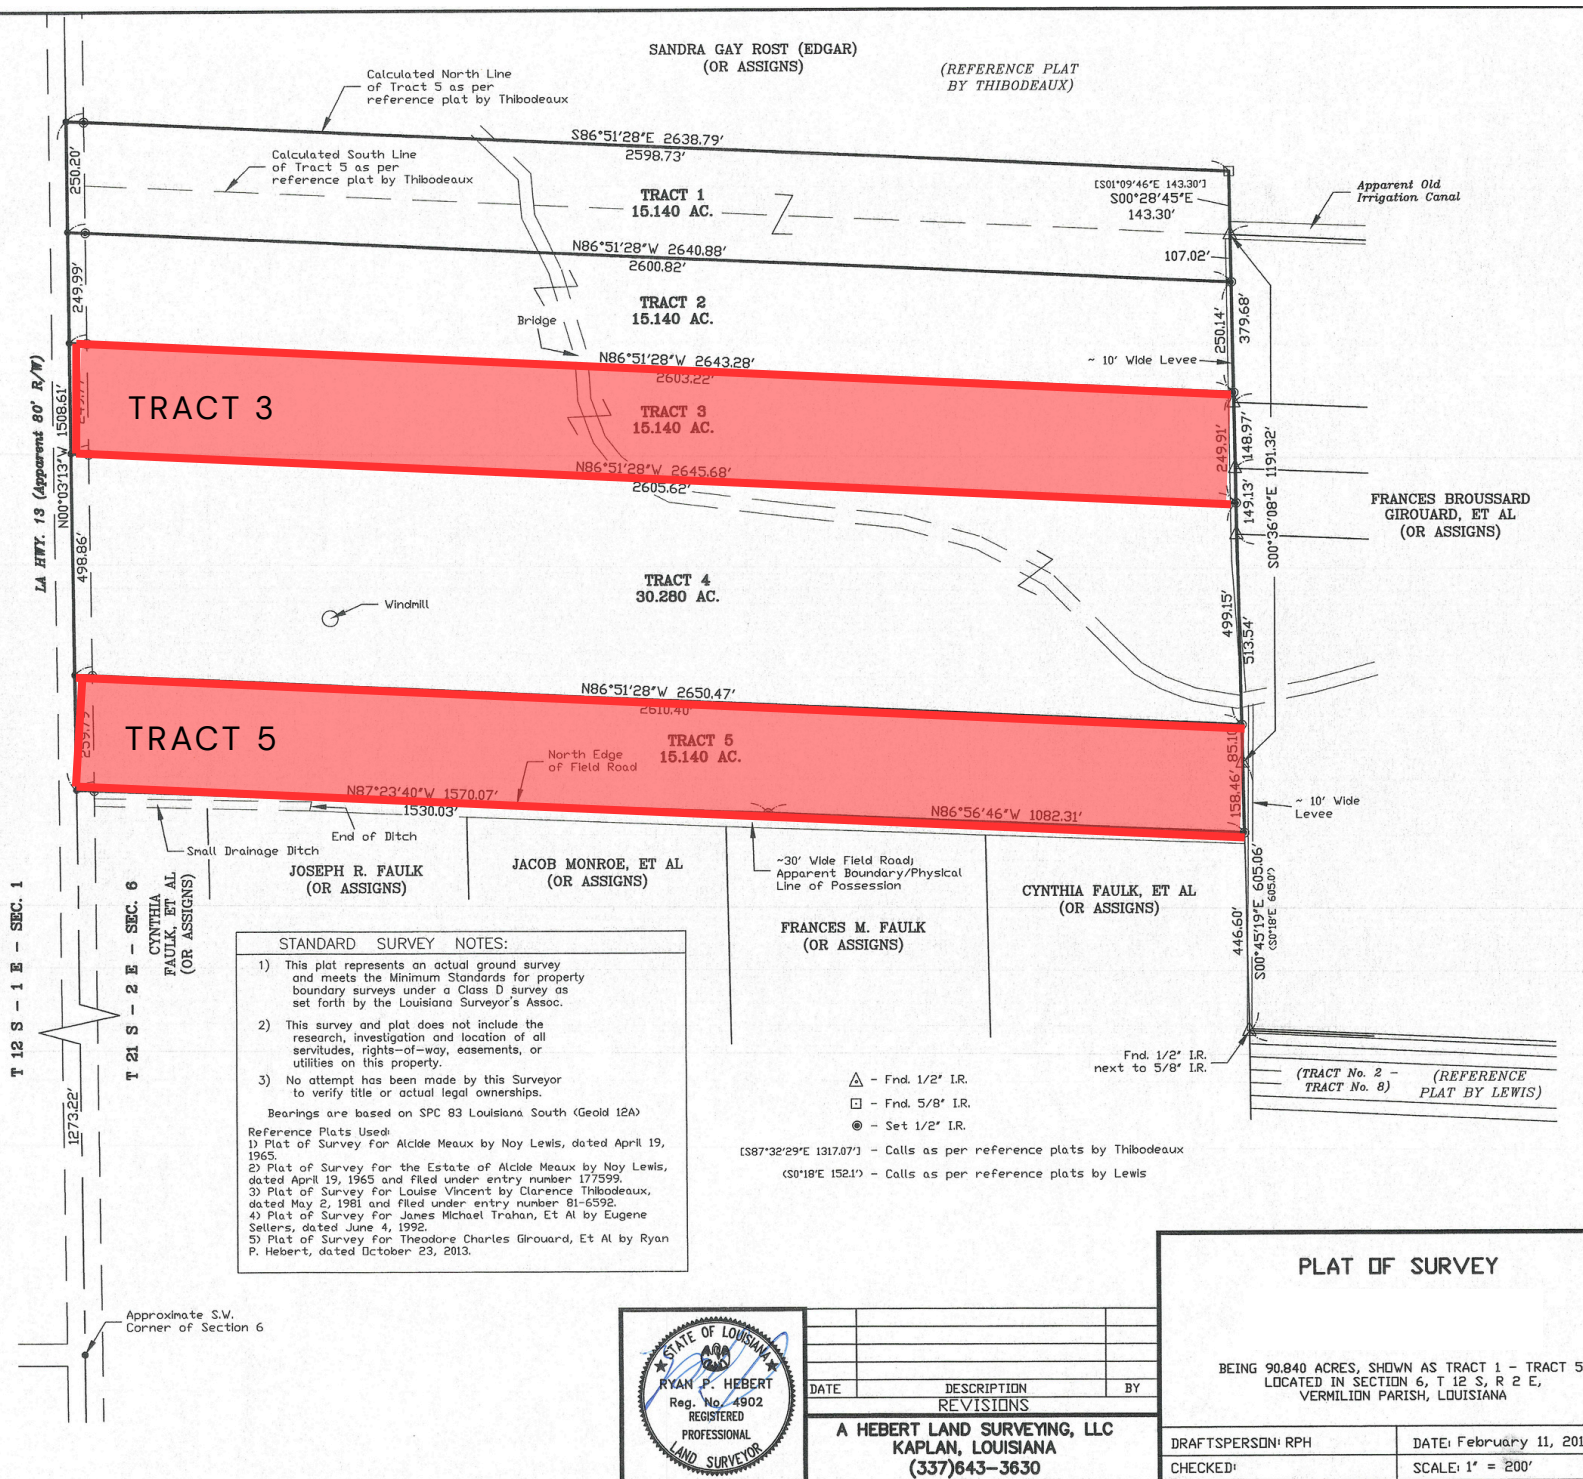 SANDRA GAY ROST (EDGAR)
(OR ASSIGNS)
(REFERENCE PLAT
BY THIBODEAUX)
Calculated North Line
of Tract 5 as per
reference plat by Thibodeaux
S86°51'28"E 2638.79'
2598.73'
Calculated South Line
of Tract 5 as per
reference plat by Thibodeaux
250.20'
TRACT 1
15.140 AC.
[S01°09'46"E 143.30']
S00°28'45"E
143.30'
Apparent Old
Irrigation Canal
N86°51'28"W 2640.88'
2600.82'
107.02'
249.99'
TRACT 2
15.140 AC.
Bridge
250.14'
379.68'
~ 10' Wide Levee
N86°51'28"W 2643.28'
2603.22'
LA HWY. 13 (Apparent 80' R/W)
N00°03'13"W 1508.61'
TRACT 3
TRACT 3
15.140 AC.
249.91'
148.97'
N86°51'28"W 2645.68'
2605.62'
149.13'
S00°36'08"E 1191.32'
FRANCES BROUSSARD
GIROUARD, ET AL
(OR ASSIGNS)
498.86'
TRACT 4
30.280 AC.
Windmill
499.15'
513.54'
N86°51'28"W 2650.47'
2610.40'
259.79'
TRACT 5
TRACT 5
15.140 AC.
North Edge
of Field Road
85.10'
158.46'
N87°23'40"W 1570.07'
1530.03'
N86°56'46"W 1082.31'
~ 10' Wide
Levee
End of Ditch
Small Drainage Ditch
CYNTHIA
FAULK, ET AL
(OR ASSIGNS)
JOSEPH R. FAULK
(OR ASSIGNS)
JACOB MONROE, ET AL
(OR ASSIGNS)
~30' Wide Field Road;
Apparent Boundary/Physical
Line of Possession
FRANCES M. FAULK
(OR ASSIGNS)
CYNTHIA FAULK, ET AL
(OR ASSIGNS)
446.60'
S00°45'19"E 605.06'
(S0°18'E 605.0')
T 12 S - 1 E - SEC. 1
T 21 S - 2 E - SEC. 6
1273.22'
STANDARD SURVEY NOTES:
1) This plat represents an actual ground survey
and meets the Minimum Standards for property
boundary surveys under a Class D survey as
set forth by the Louisiana Surveyor's Assoc.
2) This survey and plat does not include the
research, investigation and location of all
servitudes, rights-of-way, easements, or
utilities on this property.
3) No attempt has been made by this Surveyor
to verify title or actual legal ownerships.
Bearings are based on SPC 83 Louisiana South (Geoid 12A)
Reference Plats Used:
1) Plat of Survey for Alcide Meaux by Noy Lewis, dated April 19,
1965.
2) Plat of Survey for the Estate of Alcide Meaux by Noy Lewis,
dated April 19, 1965 and filed under entry number 177599.
3) Plat of Survey for Louise Vincent by Clarence Thibodeaux,
dated May 2, 1981 and filed under entry number 81-6592.
4) Plat of Survey for James Michael Trahan, Et Al by Eugene
Sellers, dated June 4, 1992.
5) Plat of Survey for Theodore Charles Girouard, Et Al by Ryan
P. Hebert, dated October 23, 2013.
Fnd. 1/2" I.R.
next to 5/8" I.R.
(TRACT No. 2 -
TRACT No. 8)
(REFERENCE
PLAT BY LEWIS)
- Fnd. 1/2" I.R.
- Fnd. 5/8" I.R.
- Set 1/2" I.R.
[S87°32'29"E 1317.07'] - Calls as per reference plats by Thibodeaux
(S0°18'E 152.1') - Calls as per reference plats by Lewis
Approximate S.W.
Corner of Section 6
STATE OF LOUISIANA
RYAN P. HEBERT
Reg. No. 4902
REGISTERED
PROFESSIONAL
LAND SURVEYOR
DATE DESCRIPTION BY
REVISIONS
A HEBERT LAND SURVEYING, LLC
KAPLAN, LOUISIANA
(337)643-3630
PLAT OF SURVEY
BEING 90.840 ACRES, SHOWN AS TRACT 1 - TRACT 5
LOCATED IN SECTION 6, T 12 S, R 2 E,
VERMILION PARISH, LOUISIANA
DRAFTSPERSON: RPH
DATE: February 11, 201
CHECKED:
SCALE: 1" = 200'